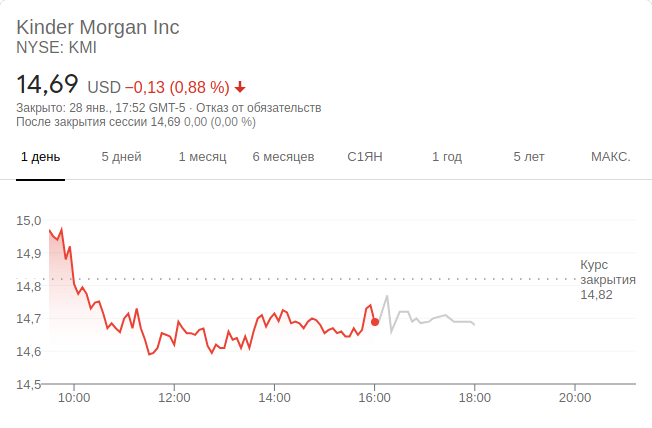 Kinder Morgan Inc
NYSE: KMI
14,69 USD −0,13 (0,88 %)
Закрыто: 28 янв., 17:52 GMT-5 · Отказ от обязательств
После закрытия сессии 14,69 0,00 (0,00 %)
1 день 5 дней 1 месяц 6 месяцев С1ЯН 1 год 5 лет МАКС.
15,0
14,9
14,8
14,7
14,6
14,5
Курс
закрытия
14,82
10:00 12:00 14:00 16:00 18:00 20:00